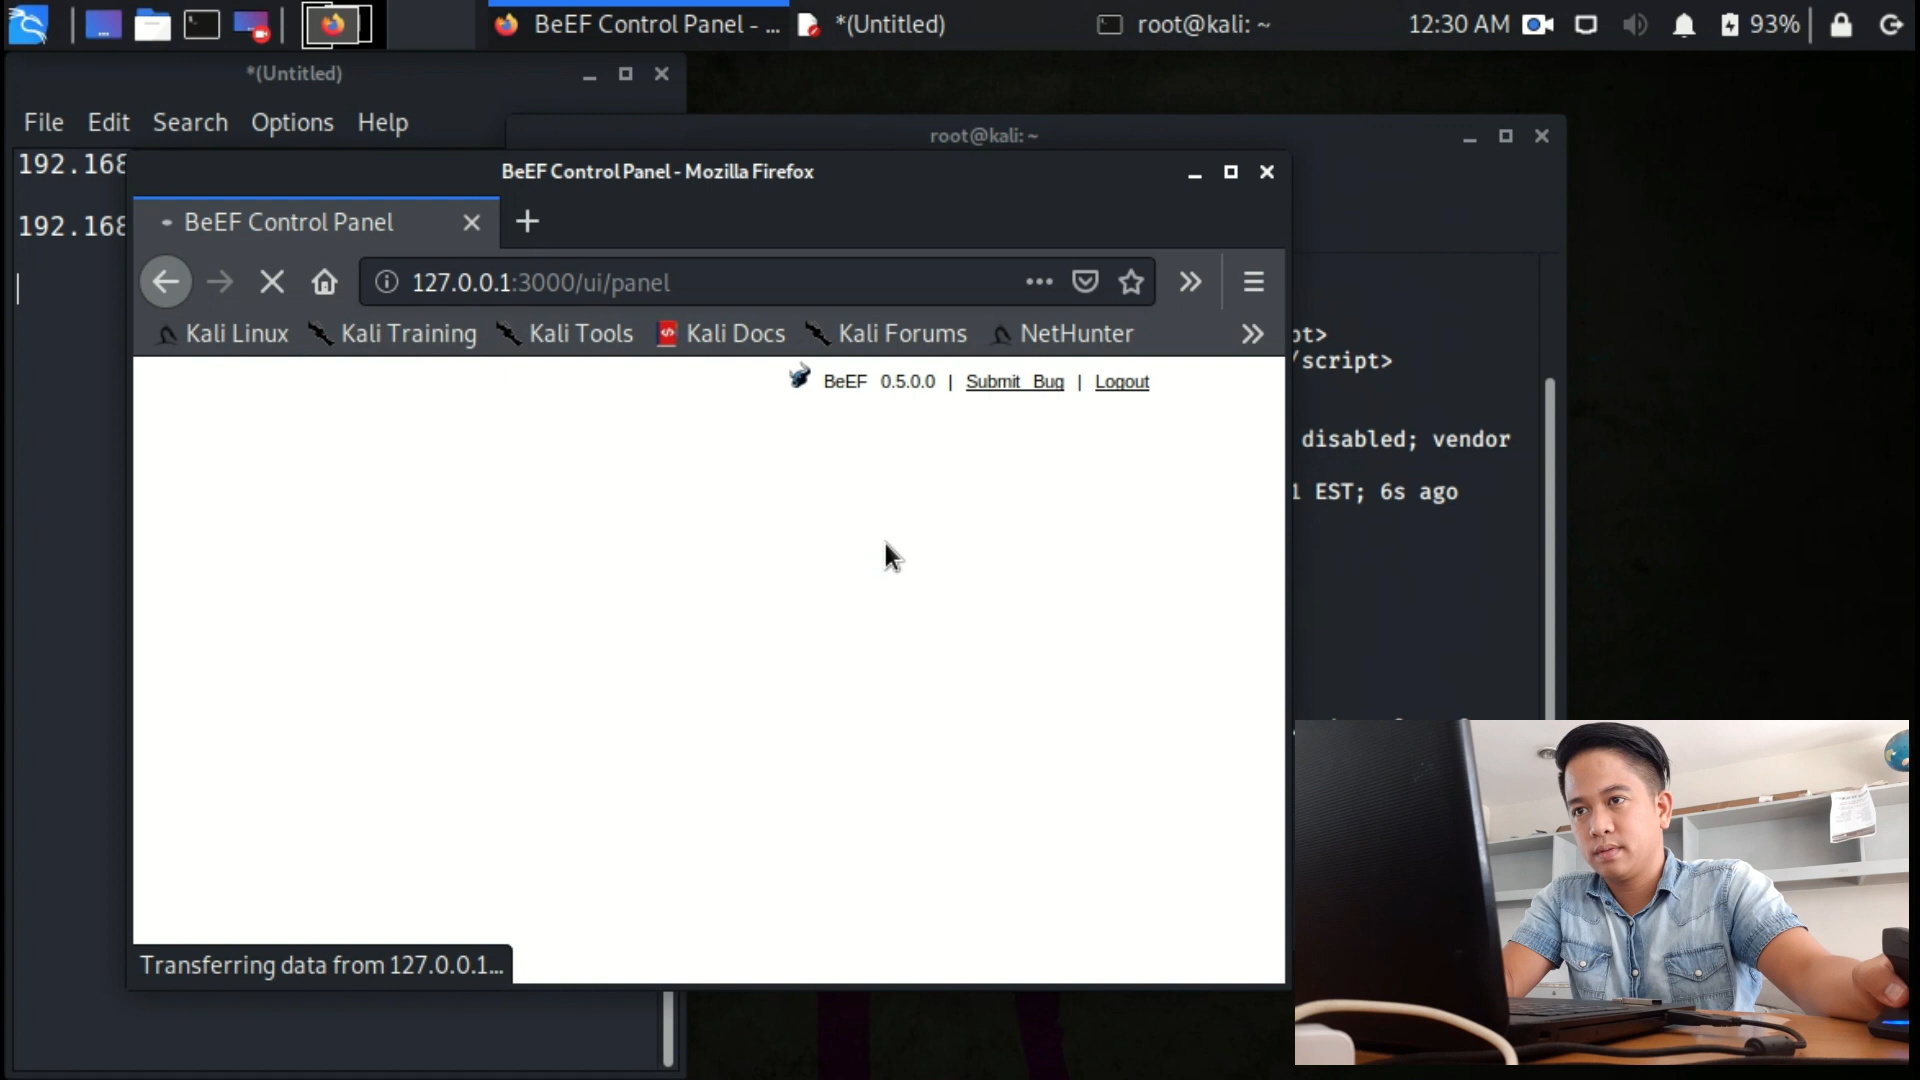 BeEF Control Panel - ...
*(Untitled)
root@kali: ~
12:30 AM
93%
*(Untitled)
File Edit Search Options Help
192.168
192.168
root@kali: ~
BeEF Control Panel - Mozilla Firefox
BeEF Control Panel
127.0.0.1:3000/ui/panel
Kali Linux Kali Training Kali Tools Kali Docs Kali Forums NetHunter
BeEF 0.5.0.0 | Submit Bug | Logout
pt>
/script>
disabled; vendor
1 EST; 6s ago
Transferring data from 127.0.0.1...